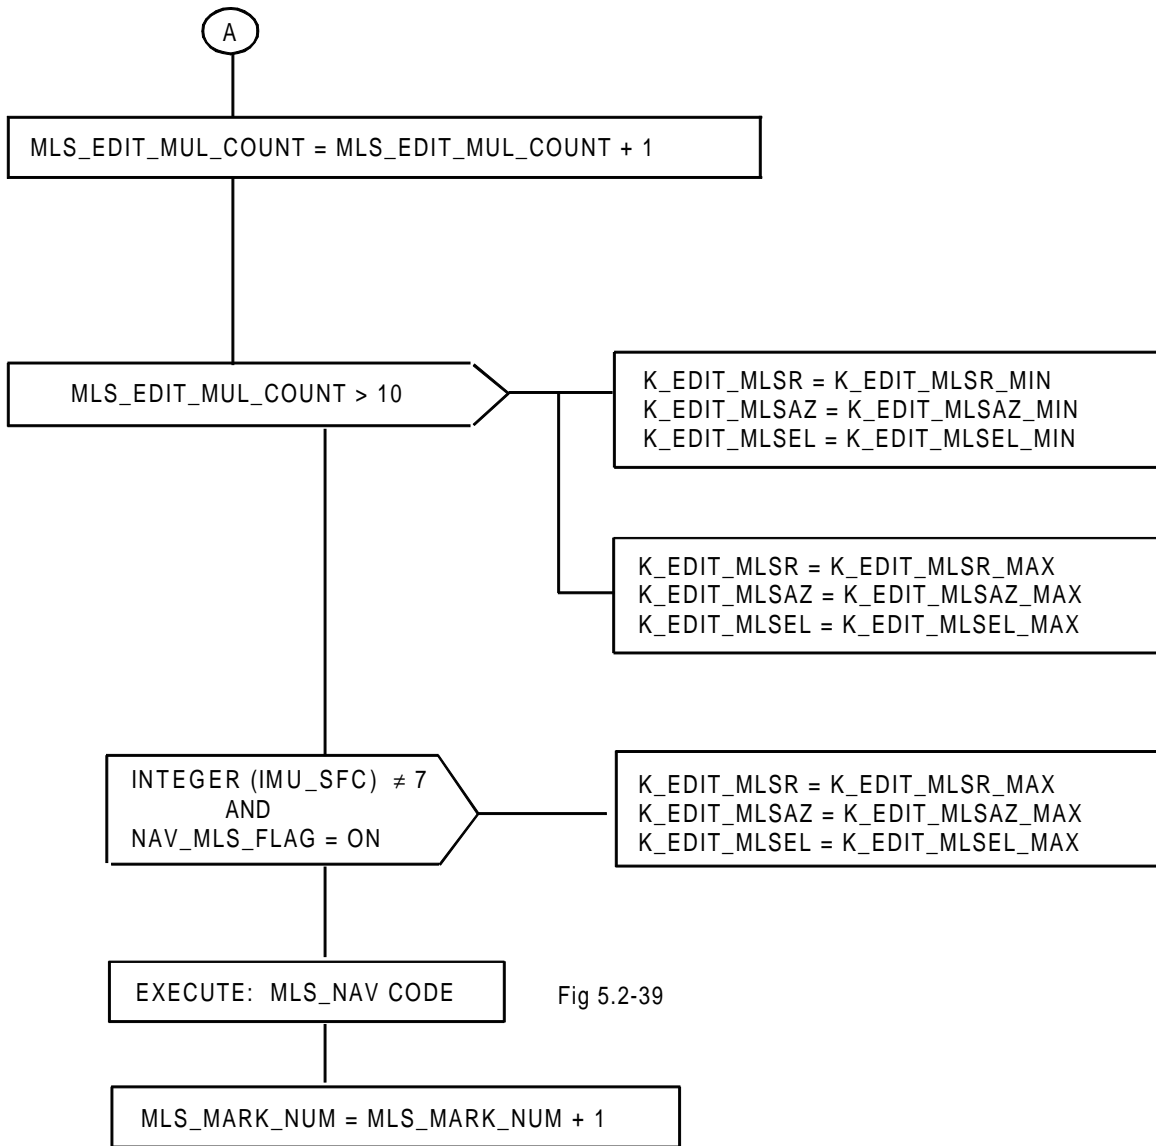 A
MLS_EDIT_MUL_COUNT = MLS_EDIT_MUL_COUNT + 1
MLS_EDIT_MUL_COUNT > 10
K_EDIT_MLSR = K_EDIT_MLSR_MIN
K_EDIT_MLSAZ = K_EDIT_MLSAZ_MIN
K_EDIT_MLSEL = K_EDIT_MLSEL_MIN
K_EDIT_MLSR = K_EDIT_MLSR_MAX
K_EDIT_MLSAZ = K_EDIT_MLSAZ_MAX
K_EDIT_MLSEL = K_EDIT_MLSEL_MAX
INTEGER (IMU_SFC) ≠ 7
AND
NAV_MLS_FLAG = ON
K_EDIT_MLSR = K_EDIT_MLSR_MAX
K_EDIT_MLSAZ = K_EDIT_MLSAZ_MAX
K_EDIT_MLSEL = K_EDIT_MLSEL_MAX
EXECUTE: MLS_NAV CODE
Fig 5.2-39
MLS_MARK_NUM = MLS_MARK_NUM + 1